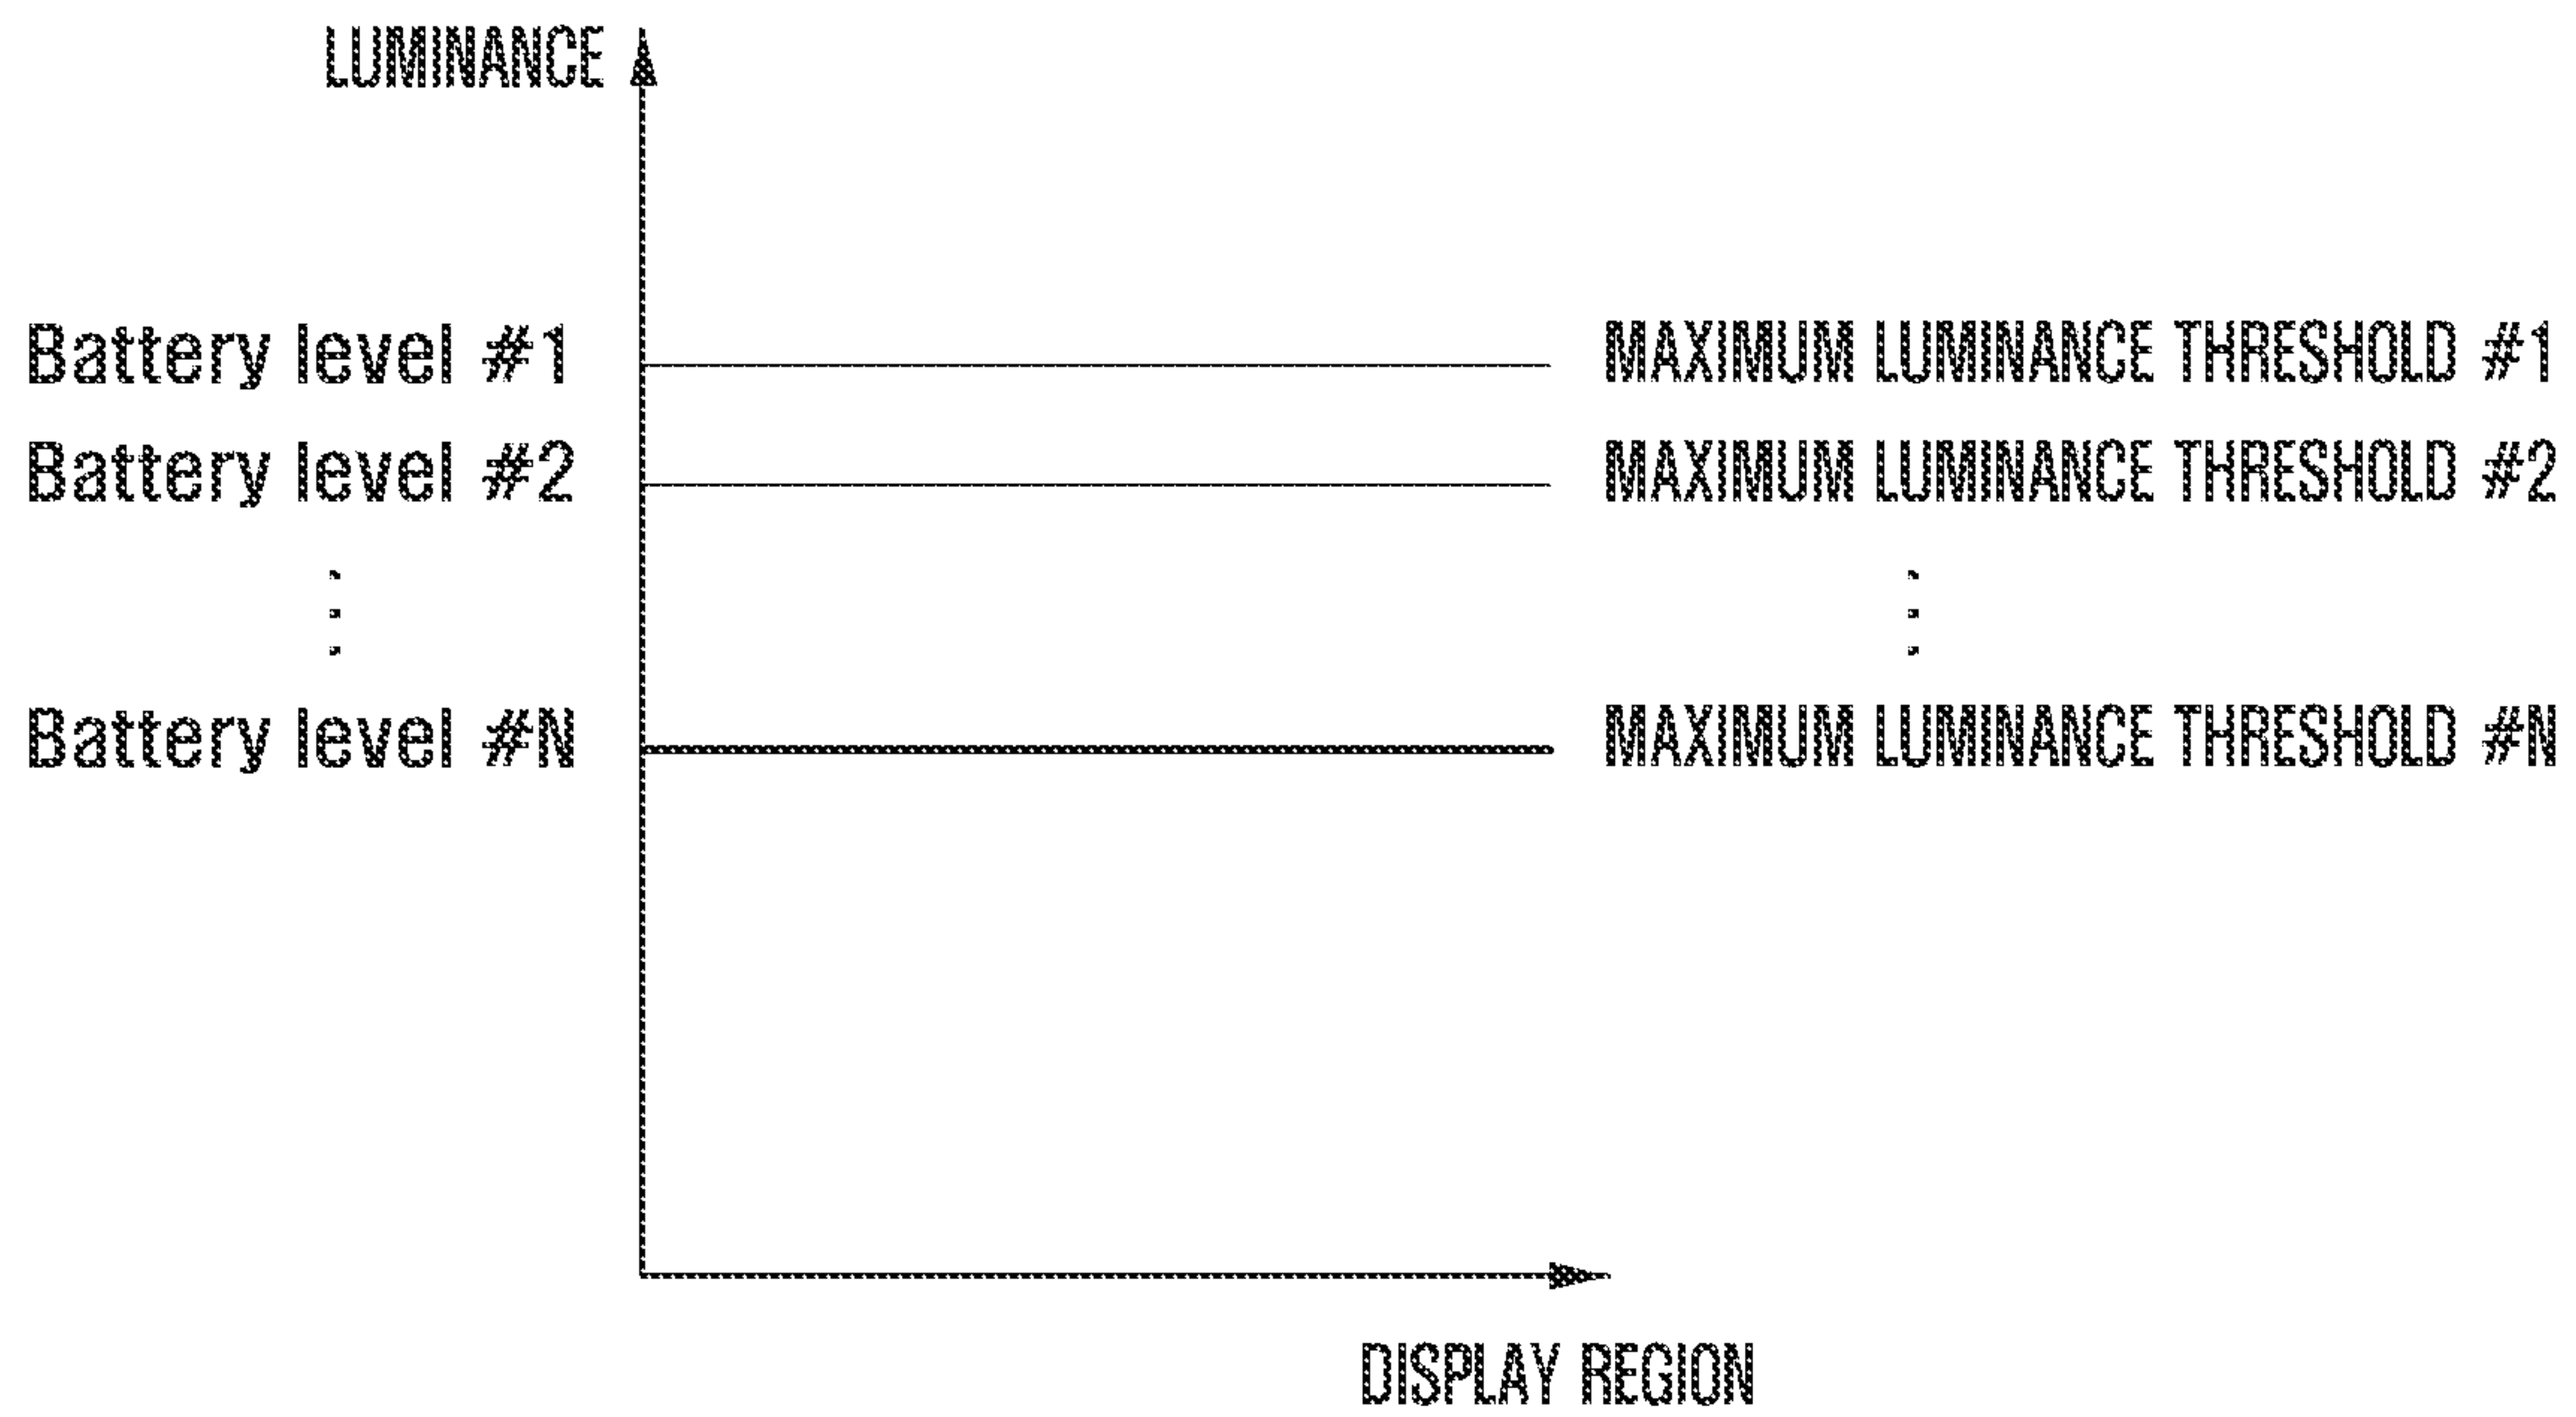 LUMINANCE
Battery level #1 MAXIMUM LUMINANCE THRESHOLD #1
Battery level #2 MAXIMUM LUMINANCE THRESHOLD #2
Battery level #N MAXIMUM LUMINANCE THRESHOLD #N
DISPLAY REGION